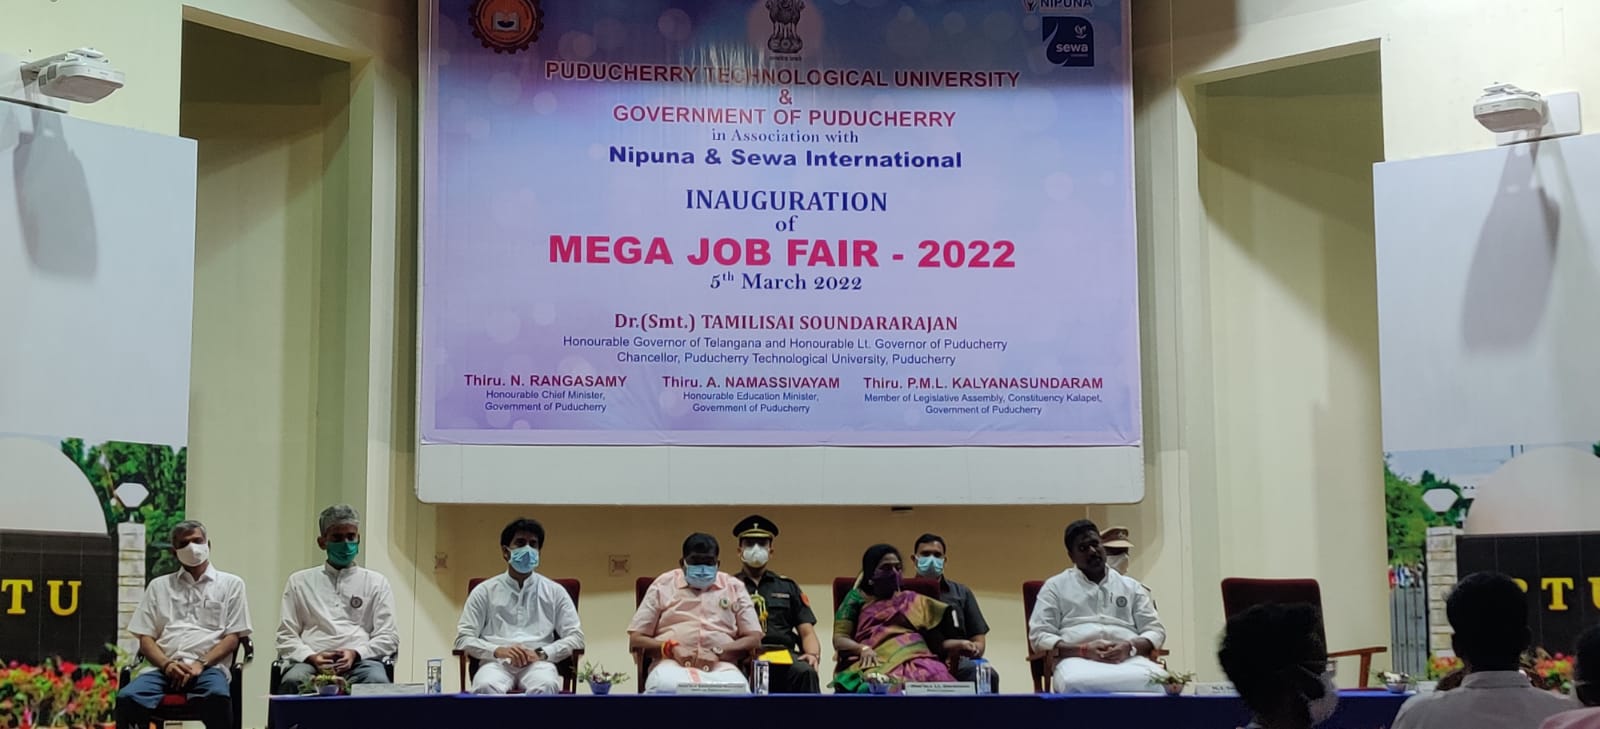 NIPUNA
sewa
PUDUCHERRY TECHNOLOGICAL UNIVERSITY
&
GOVERNMENT OF PUDUCHERRY
in Association with
Nipuna & Sewa International
INAUGURATION
of
MEGA JOB FAIR - 2022
5th March 2022
Dr.(Smt.) TAMILISAI SOUNDARARAJAN
Honourable Governor of Telangana and Honourable Lt. Governor of Puducherry
Chancellor, Puducherry Technological University, Puducherry
Thiru. N. RANGASAMY
Honourable Chief Minister,
Government of Puducherry
Thiru. A. NAMASSIVAYAM
Honourable Education Minister,
Government of Puducherry
Thiru. P.M.L. KALYANASUNDARAM
Member of Legislative Assembly, Constituency Kalapet,
Government of Puducherry
TU
PTU